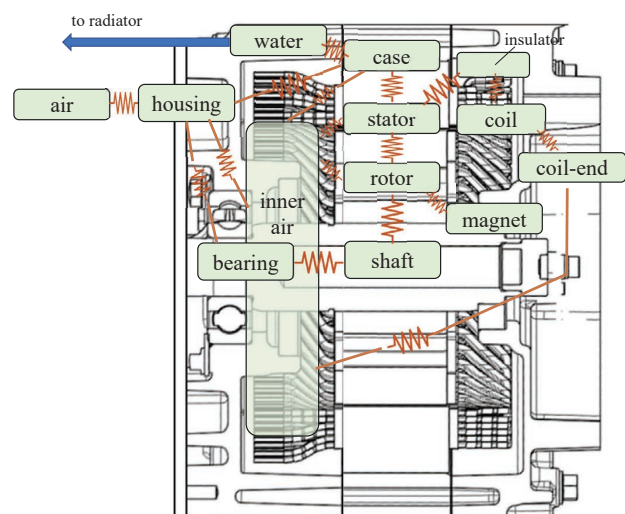 to radiator
water
case
insulator
air
housing
stator
coil
coil-end
rotor
inner
air
magnet
bearing
shaft